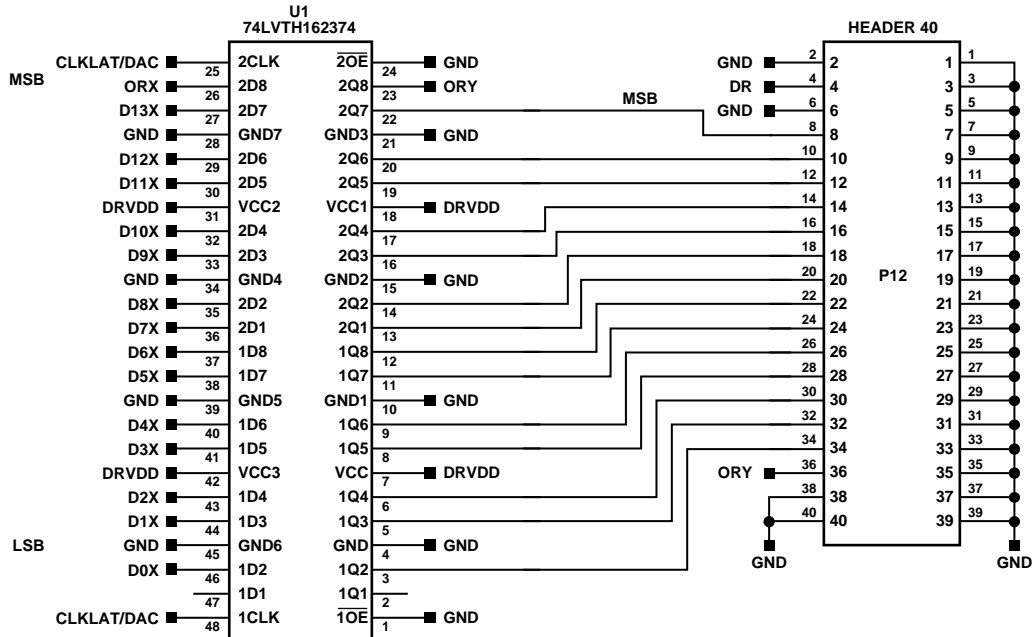 U1
74LVTH162374
HEADER 40
MSB
CLKLAT/DAC 25 2CLK 2OE 24 GND
ORX 26 2D8 2Q8 23 ORY
D13X 27 2D7 2Q7 22 MSB
GND 28 GND7 GND3 21 GND
D12X 29 2D6 2Q6 20
D11X 30 2D5 2Q5 19
DRVDD 31 VCC2 VCC1 18 DRVDD
D10X 32 2D4 2Q4 17
D9X 33 2D3 2Q3 16
GND 34 GND4 GND2 15 GND
D8X 35 2D2 2Q2 14
D7X 36 2D1 2Q1 13
D6X 37 1D8 1Q8 12
D5X 38 1D7 1Q7 11
GND 39 GND5 GND1 10 GND
D4X 40 1D6 1Q6 9
D3X 41 1D5 1Q5 8
DRVDD 42 VCC3 VCC 7 DRVDD
D2X 43 1D4 1Q4 6
D1X 44 1D3 1Q3 5
LSB
GND 45 GND6 GND 4 GND
D0X 46 1D2 1Q2 3
47 1D1 1Q1 2
CLKLAT/DAC 48 1CLK 1OE 1 GND
GND 2 2 1 1
DR 4 4 3 3
GND 6 6 5 5
8 8 7 7
10 10 9 9
12 12 11 11
14 14 13 13
16 16 15 15
18 18 17 17
P12
20 20 19 19
22 22 21 21
24 24 23 23
26 26 25 25
28 28 27 27
30 30 29 29
32 32 31 31
34 34 33 33
ORY 36 36 35 35
38 38 37 37
40 40 39 39
GND GND